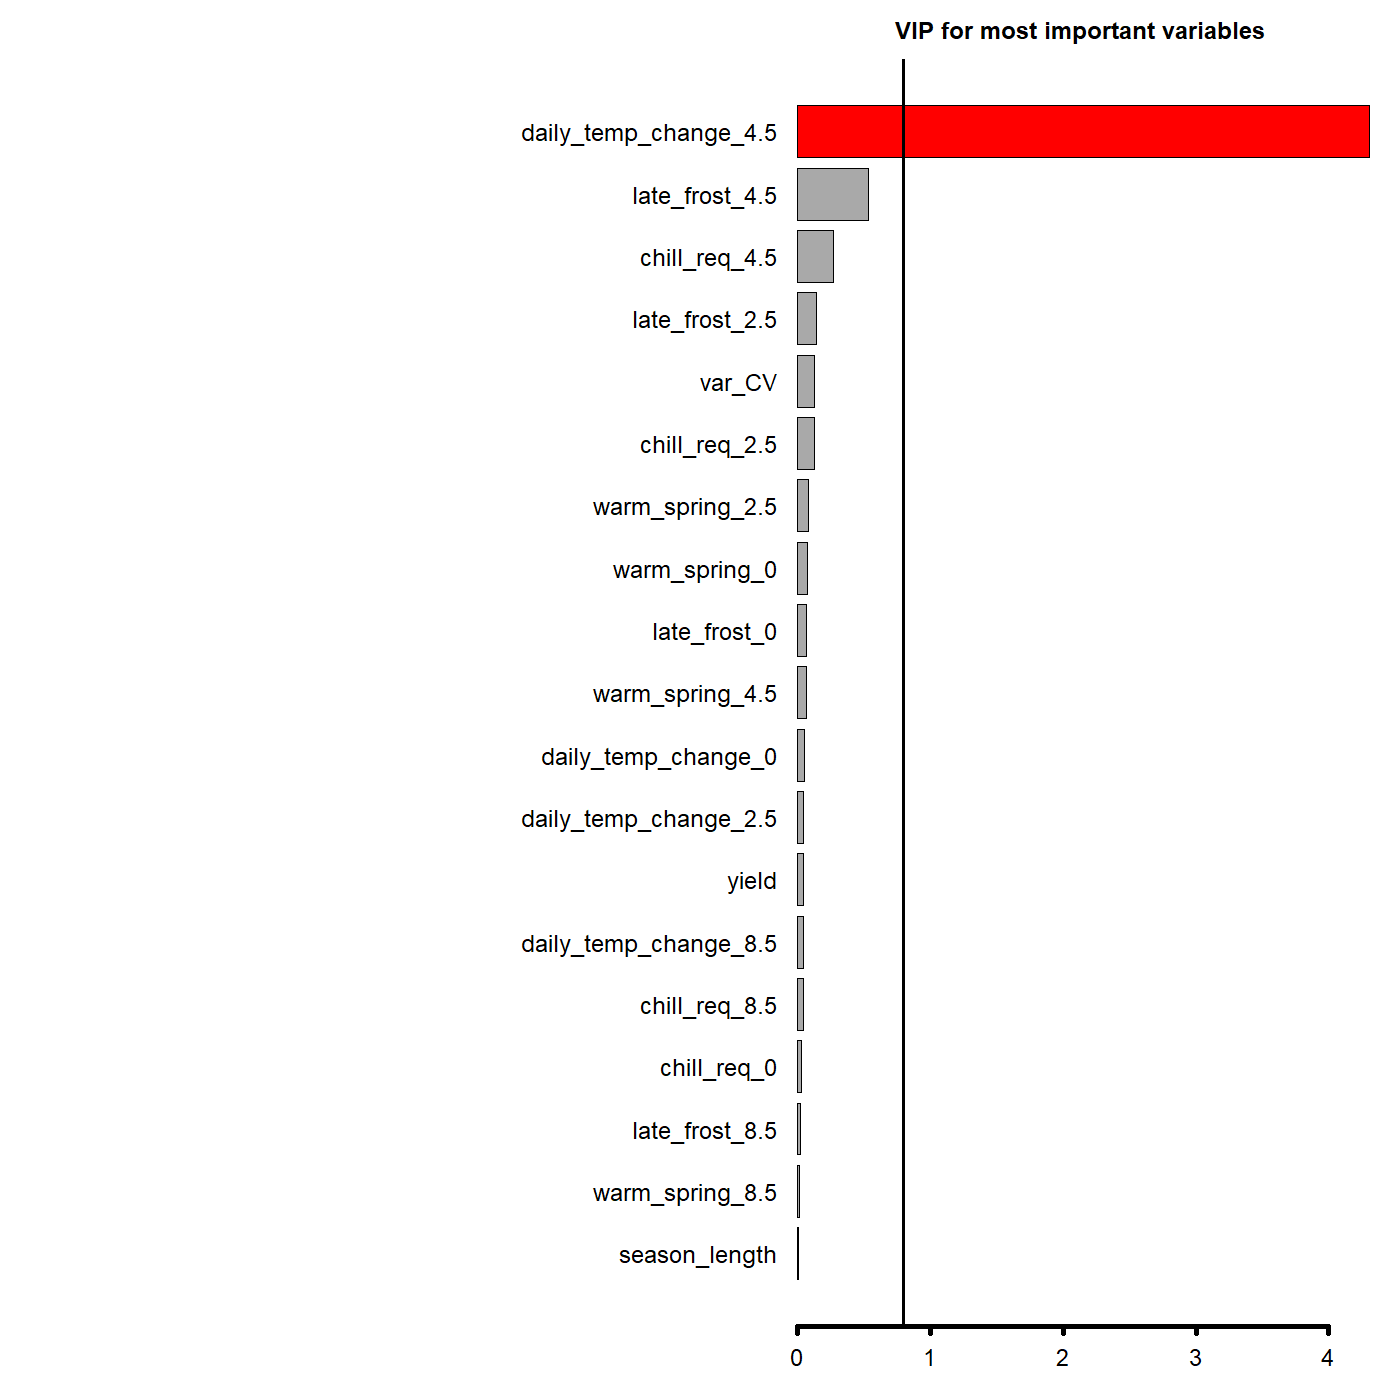 VIP for most important variables
daily_temp_change_4.5
late_frost_4.5
chill_req_4.5
late_frost_2.5
var_CV
chill_req_2.5
warm_spring_2.5
warm_spring_0
late_frost_0
warm_spring_4.5
daily_temp_change_0
daily_temp_change_2.5
yield
daily_temp_change_8.5
chill_req_8.5
chill_req_0
late_frost_8.5
warm_spring_8.5
season_length
0 1 2 3 4